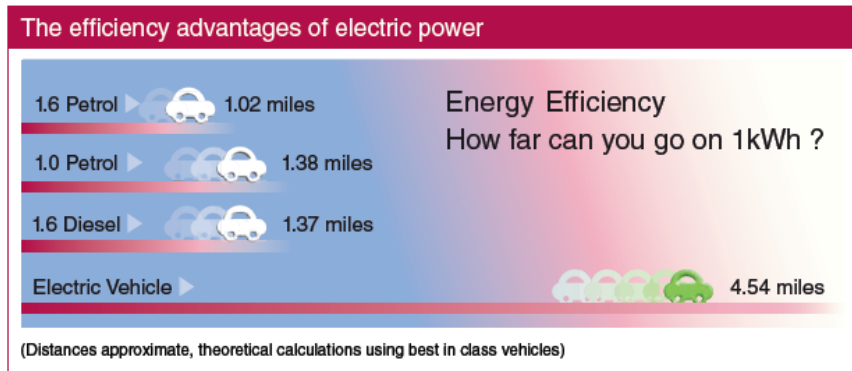 The efficiency advantages of electric power
1.6 Petrol 1.02 miles
Energy Efficiency
How far can you go on 1kWh ?
1.0 Petrol 1.38 miles
1.6 Diesel 1.37 miles
Electric Vehicle 4.54 miles
(Distances approximate, theoretical calculations using best in class vehicles)